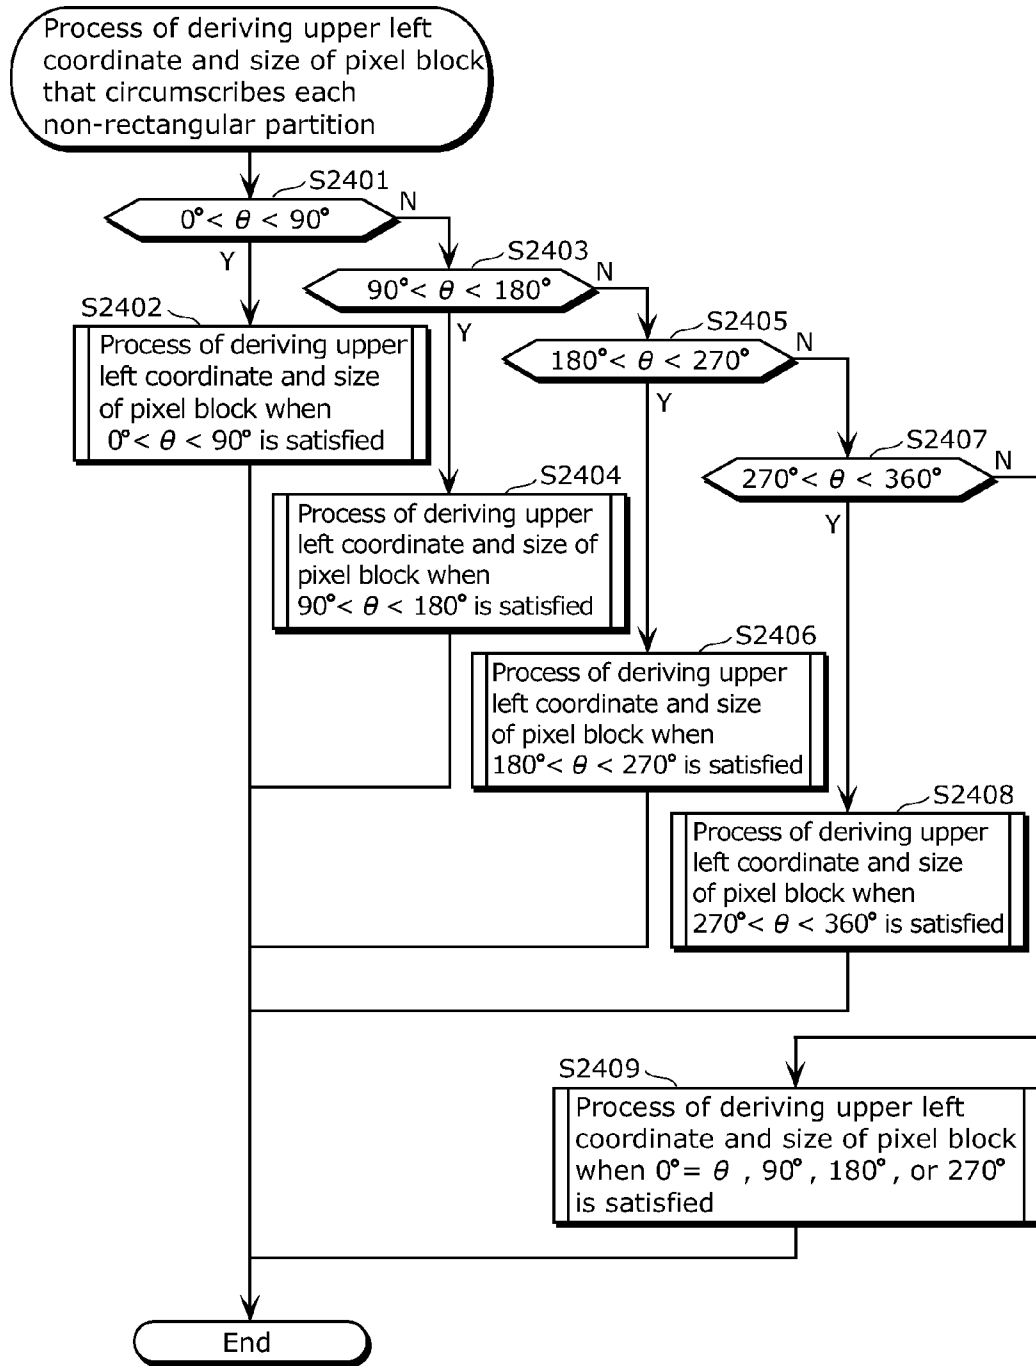 Process of deriving upper left
coordinate and size of pixel block
that circumscribes each
non-rectangular partition
S2401
0°< θ < 90°
N
Y
S2403
90°< θ < 180°
N
Y
S2402
Process of deriving upper
left coordinate and size
of pixel block when
0°< θ < 90° is satisfied
S2405
180°< θ < 270°
N
Y
S2407
270°< θ < 360°
N
Y
S2404
Process of deriving upper
left coordinate and size of
pixel block when
90°< θ < 180° is satisfied
S2406
Process of deriving upper
left coordinate and size
of pixel block when
180°< θ < 270° is satisfied
S2408
Process of deriving upper
left coordinate and size
of pixel block when
270°< θ < 360° is satisfied
S2409
Process of deriving upper left
coordinate and size of pixel block
when 0°= θ , 90°, 180°, or 270°
is satisfied
End